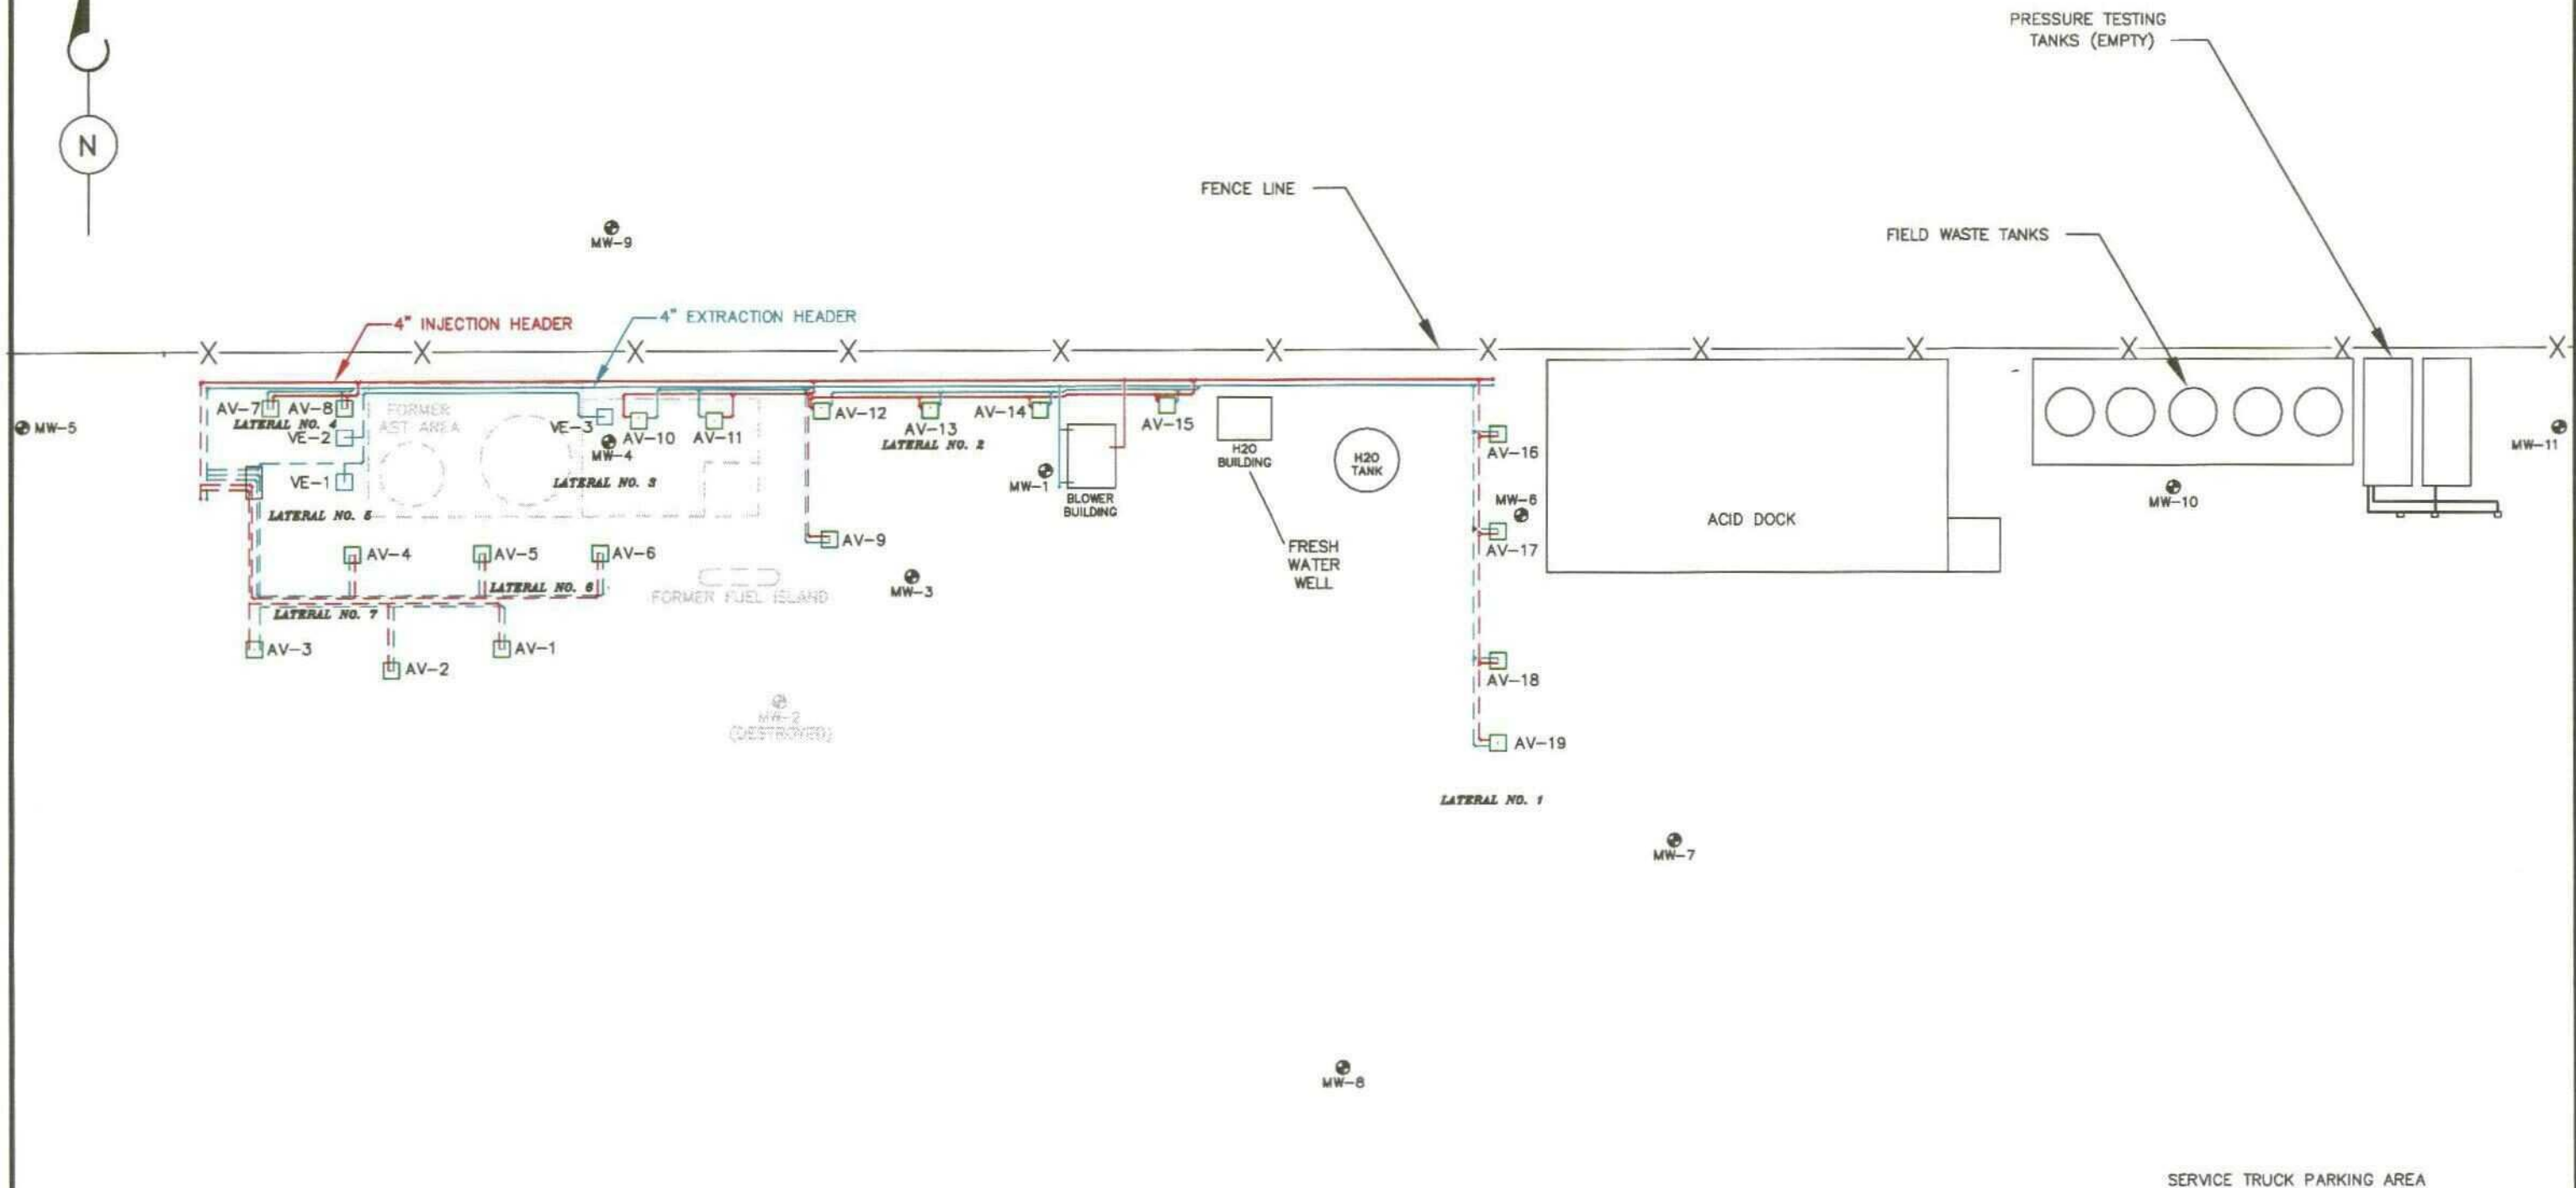 PRESSURE TESTING
TANKS (EMPTY)
N
FENCE LINE
FIELD WASTE TANKS
MW-9
4" INJECTION HEADER
4" EXTRACTION HEADER
X X X X X X X X X X X X
MW-5
AV-7
AV-8
LATERAL NO. 4
VE-2
VE-1
LATERAL NO. 5
FORMER
AST AREA
VE-3
AV-10
AV-11
MW-4
LATERAL NO. 3
AV-12
AV-13
AV-14
LATERAL NO. 2
AV-15
MW-1
BLOWER
BUILDING
H2O
BUILDING
H2O
TANK
FRESH
WATER
WELL
AV-16
MW-6
AV-17
ACID DOCK
MW-10
MW-11
AV-9
AV-4
AV-5
AV-6
LATERAL NO. 6
LATERAL NO. 7
FORMER FUEL ISLAND
MW-3
AV-3
AV-2
AV-1
MW-2
(DESTROYED)
AV-18
AV-19
LATERAL NO. 1
MW-7
MW-8
SERVICE TRUCK PARKING AREA